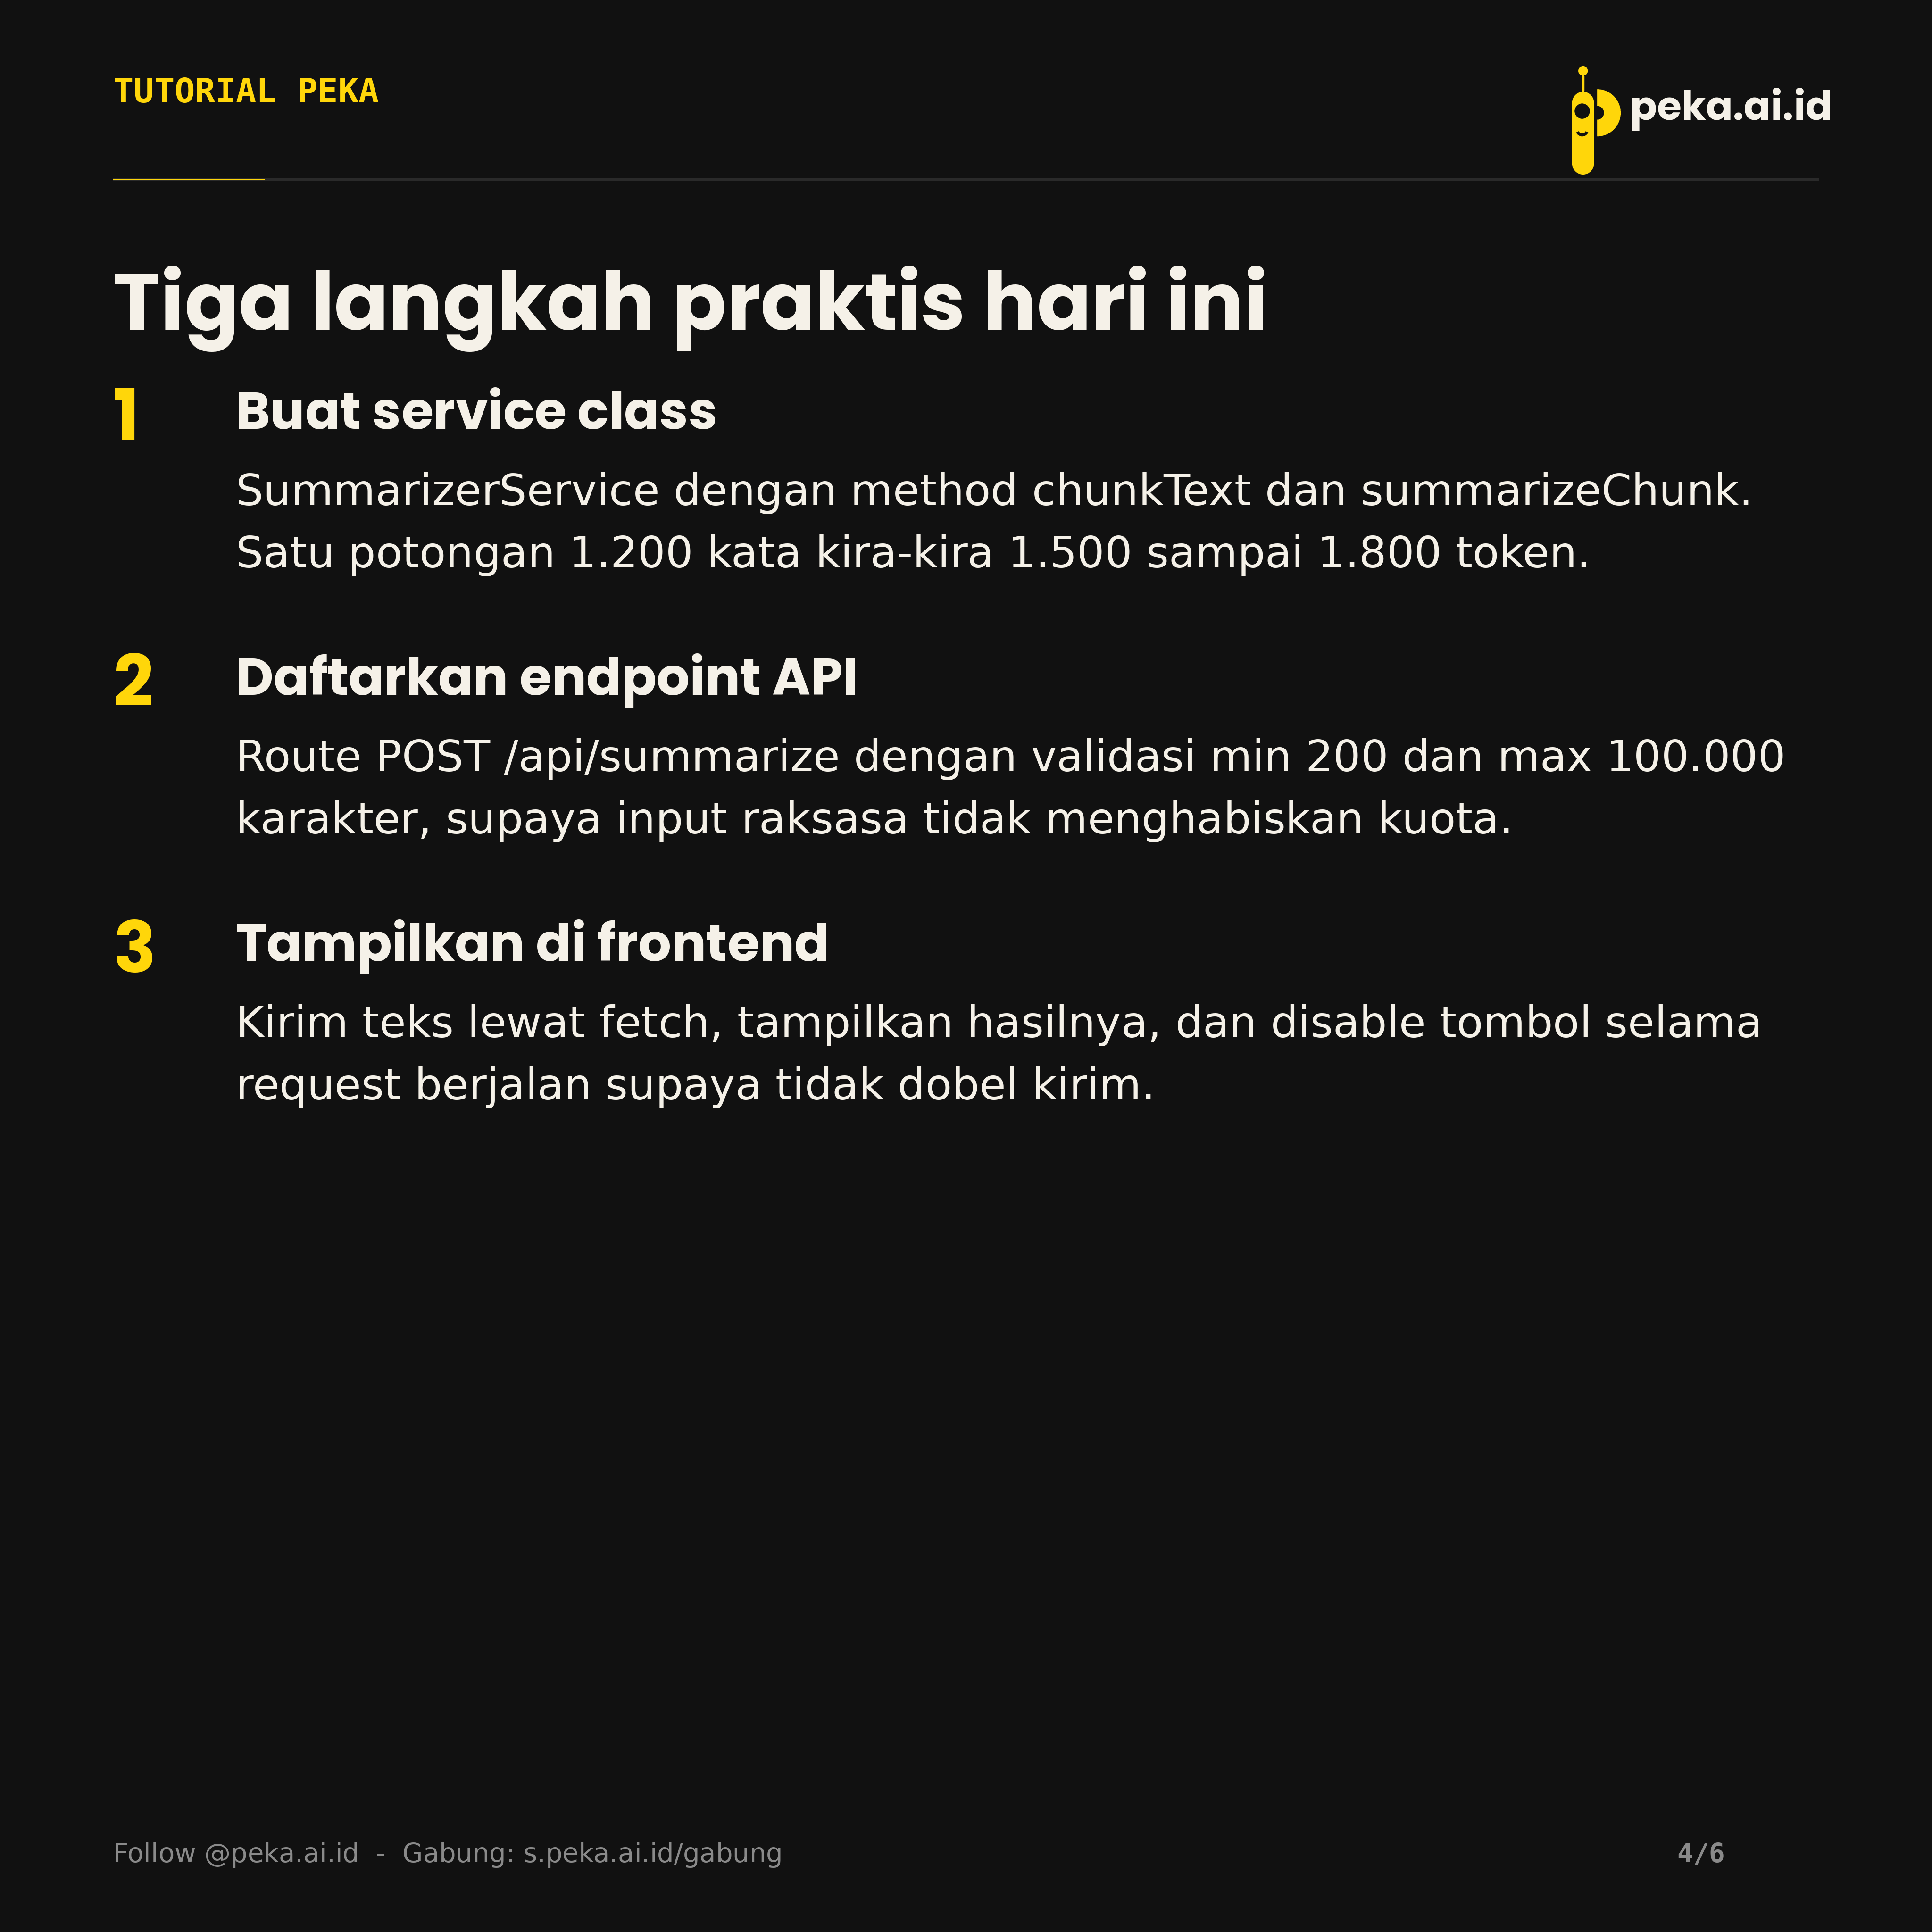 TUTORIAL PEKA
peka.ai.id
Tiga langkah praktis hari ini
1
Buat service class
SummarizerService dengan method chunkText dan summarizeChunk.
Satu potongan 1.200 kata kira-kira 1.500 sampai 1.800 token.
2
Daftarkan endpoint API
Route POST /api/summarize dengan validasi min 200 dan max 100.000
karakter, supaya input raksasa tidak menghabiskan kuota.
3
Tampilkan di frontend
Kirim teks lewat fetch, tampilkan hasilnya, dan disable tombol selama
request berjalan supaya tidak dobel kirim.
Follow @peka.ai.id - Gabung: s.peka.ai.id/gabung
4/6